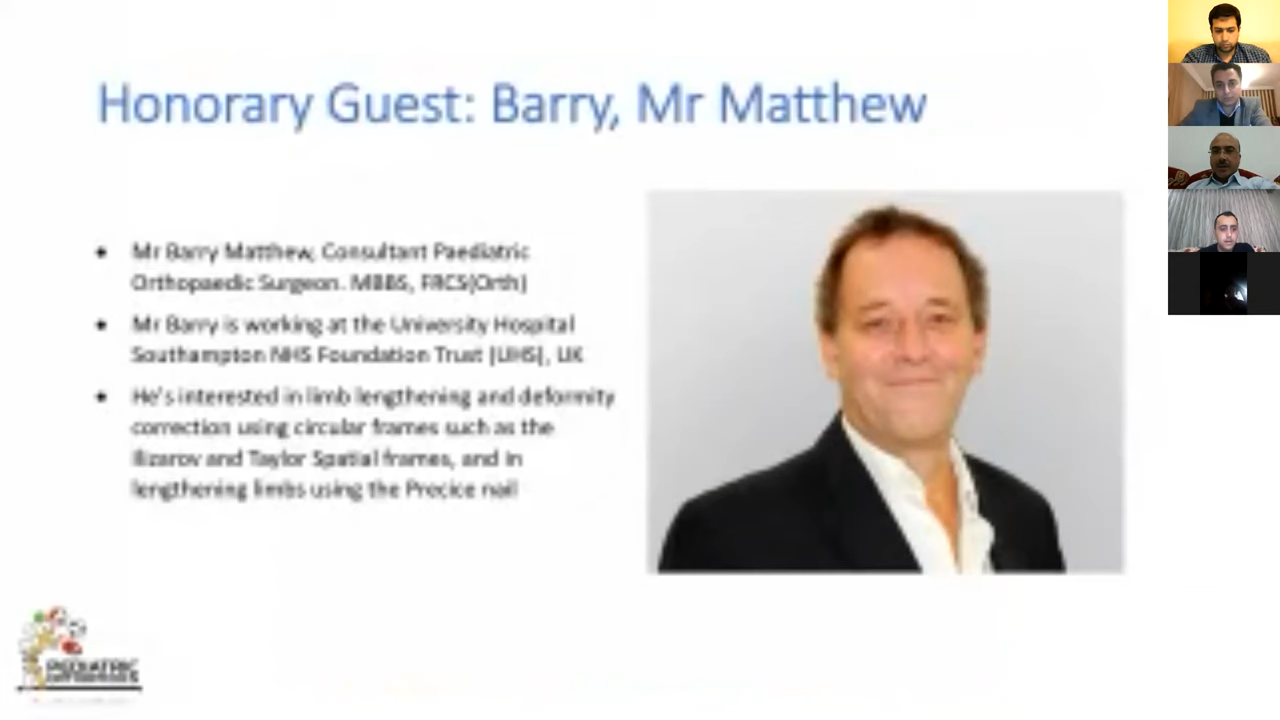 Honorary Guest: Barry, Mr Matthew
Mr Barry Matthew, Consultant Paediatric
Orthopaedic Surgeon. MBBS, FRCS(Orth)
Mr Barry is working at the University Hospital
Southampton NHS Foundation Trust (UHS), UK
He's interested in limb lengthening and deformity
correction using circular frames such as the
Ilizarov and Taylor Spatial frames, and in
lengthening limbs using the Precice nail
PEDIATRIC